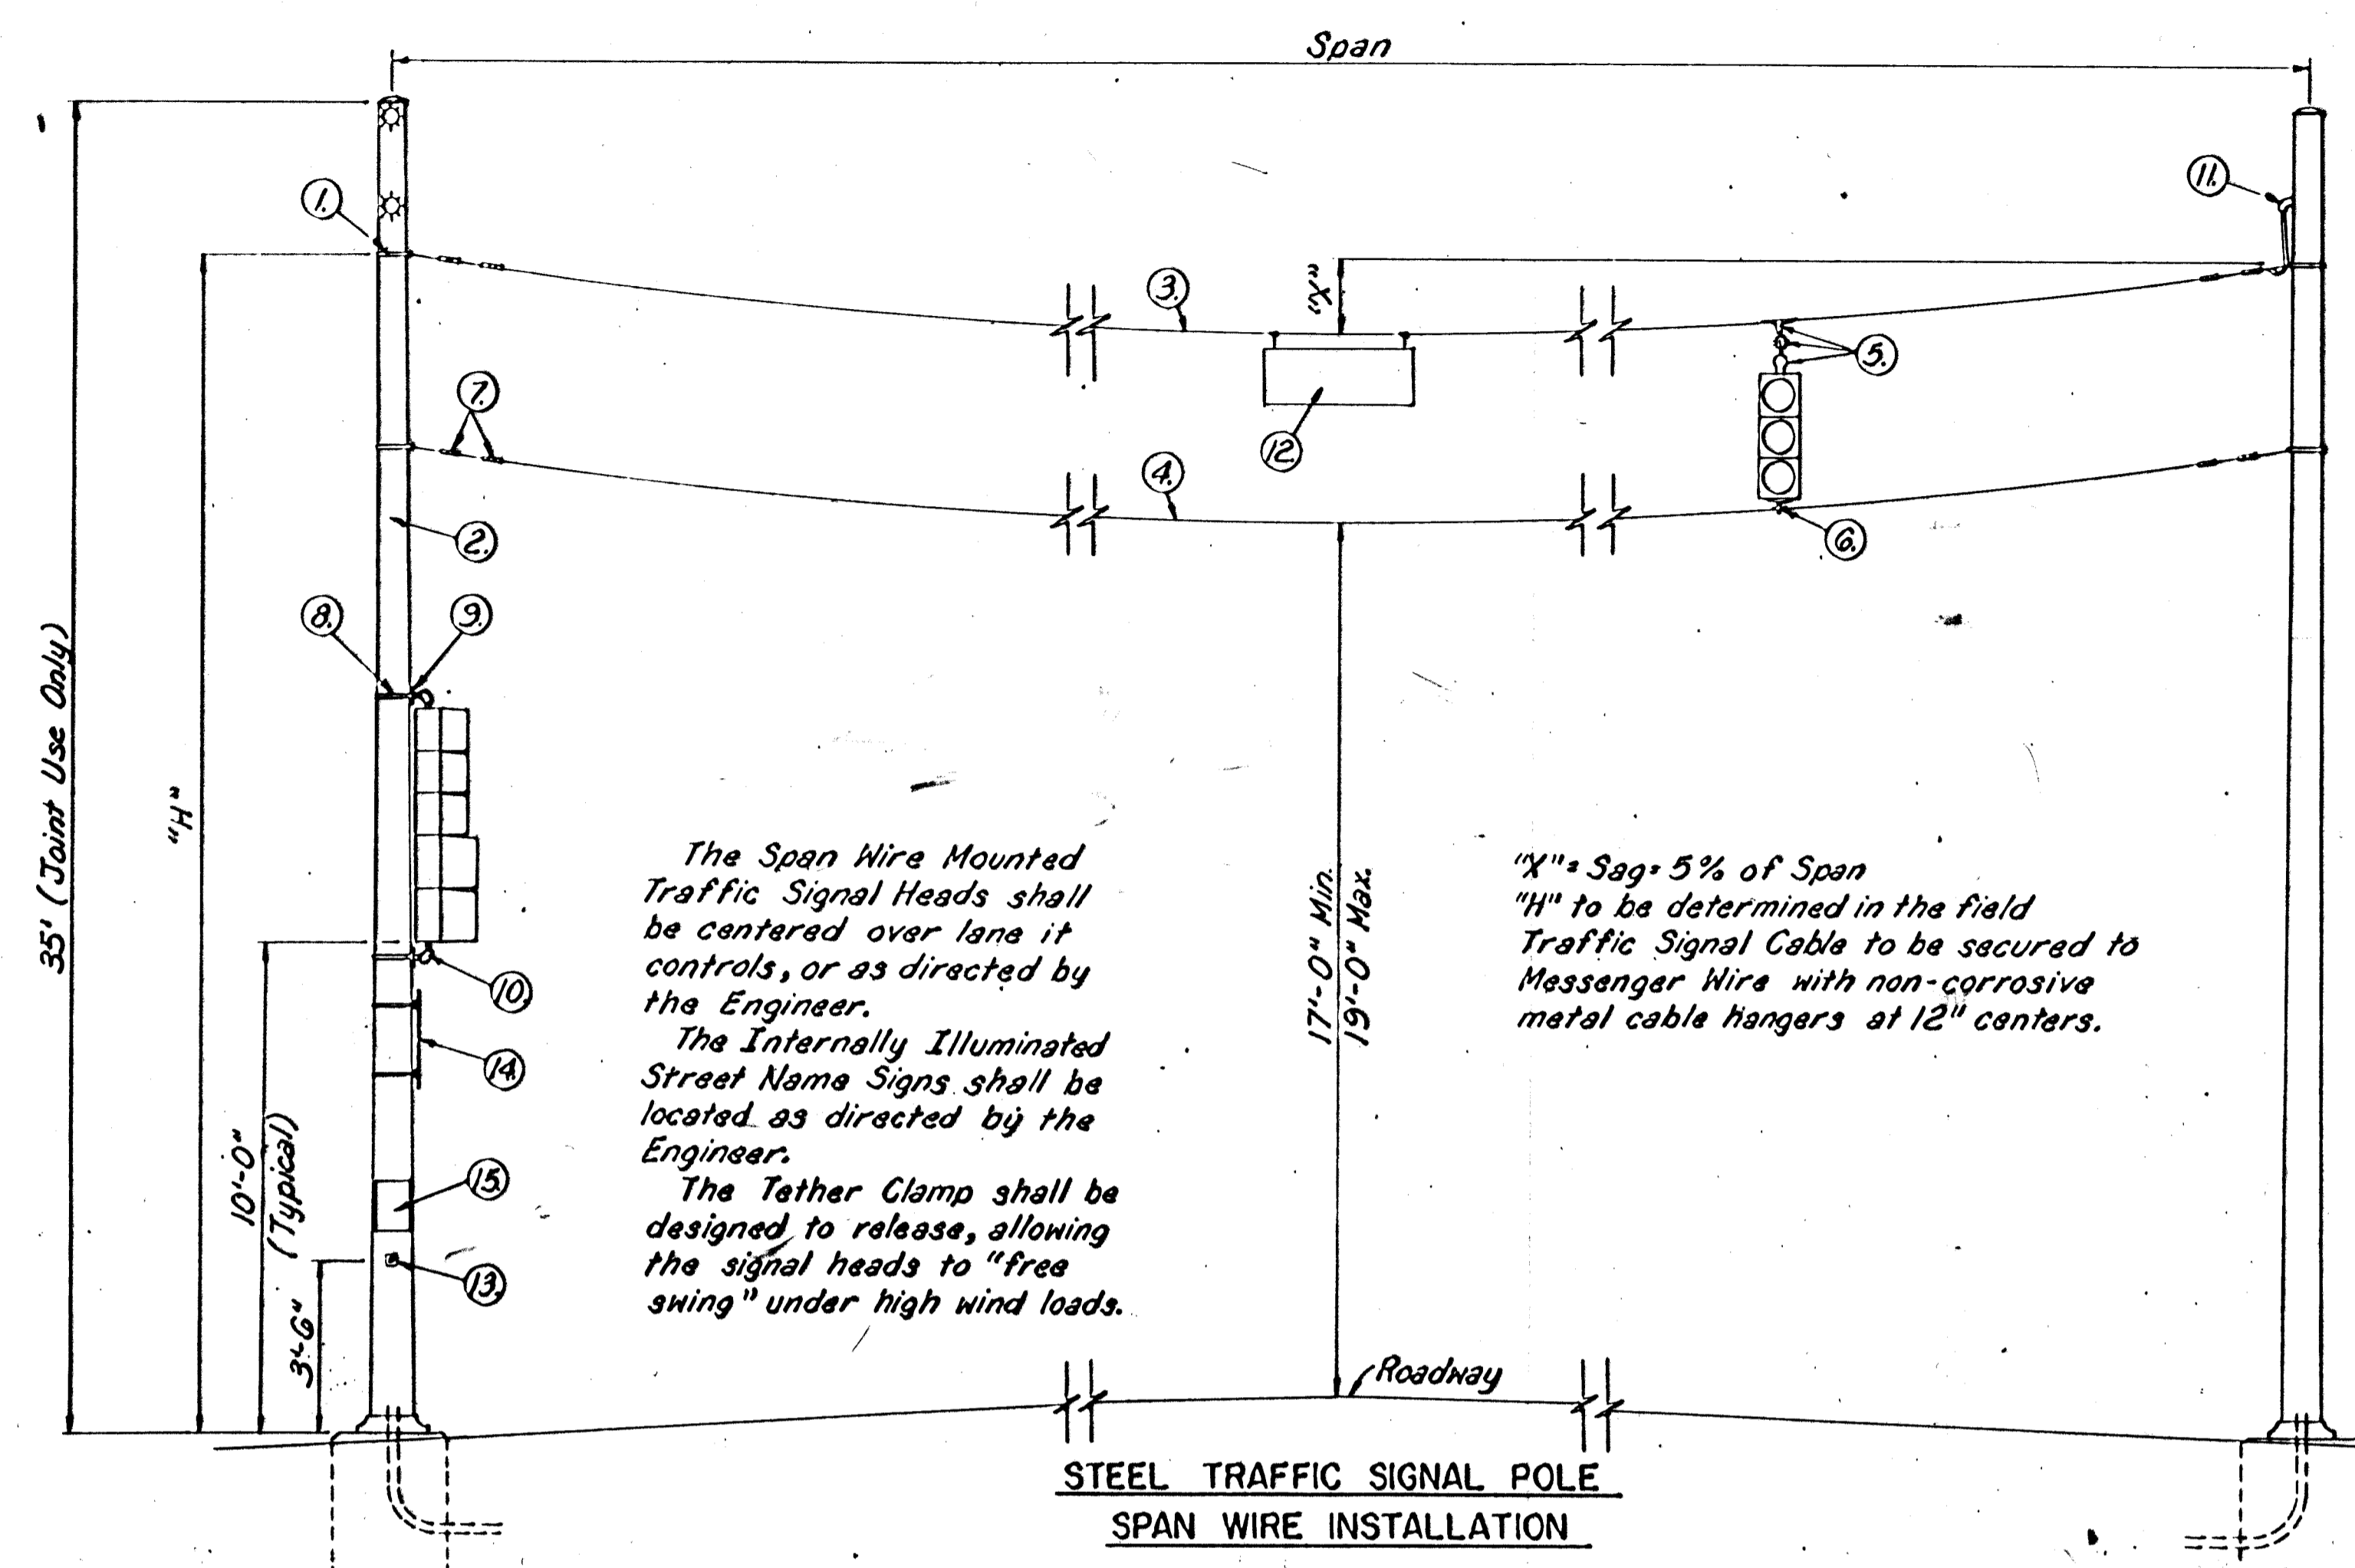 Span
1.
11.
3.
"X"
5.
7.
12.
4.
2.
6.
8.
9.
35' (Joint Use Only)
"H"
The Span Wire Mounted
Traffic Signal Heads shall
be centered over lane it
controls, or as directed by
the Engineer.
The Internally Illuminated
Street Name Signs shall be
located as directed by the
Engineer.
The Tether Clamp shall be
designed to release, allowing
the signal heads to "free
swing" under high wind loads.
17'-0" Min.
19'-0" Max.
"X" = Sag = 5% of Span
"H" to be determined in the field
Traffic Signal Cable to be secured to
Messenger Wire with non-corrosive
metal cable hangers at 12" centers.
10.
14.
10'-0"
(Typical)
15.
13.
3'-6"
Roadway
STEEL TRAFFIC SIGNAL POLE
SPAN WIRE INSTALLATION